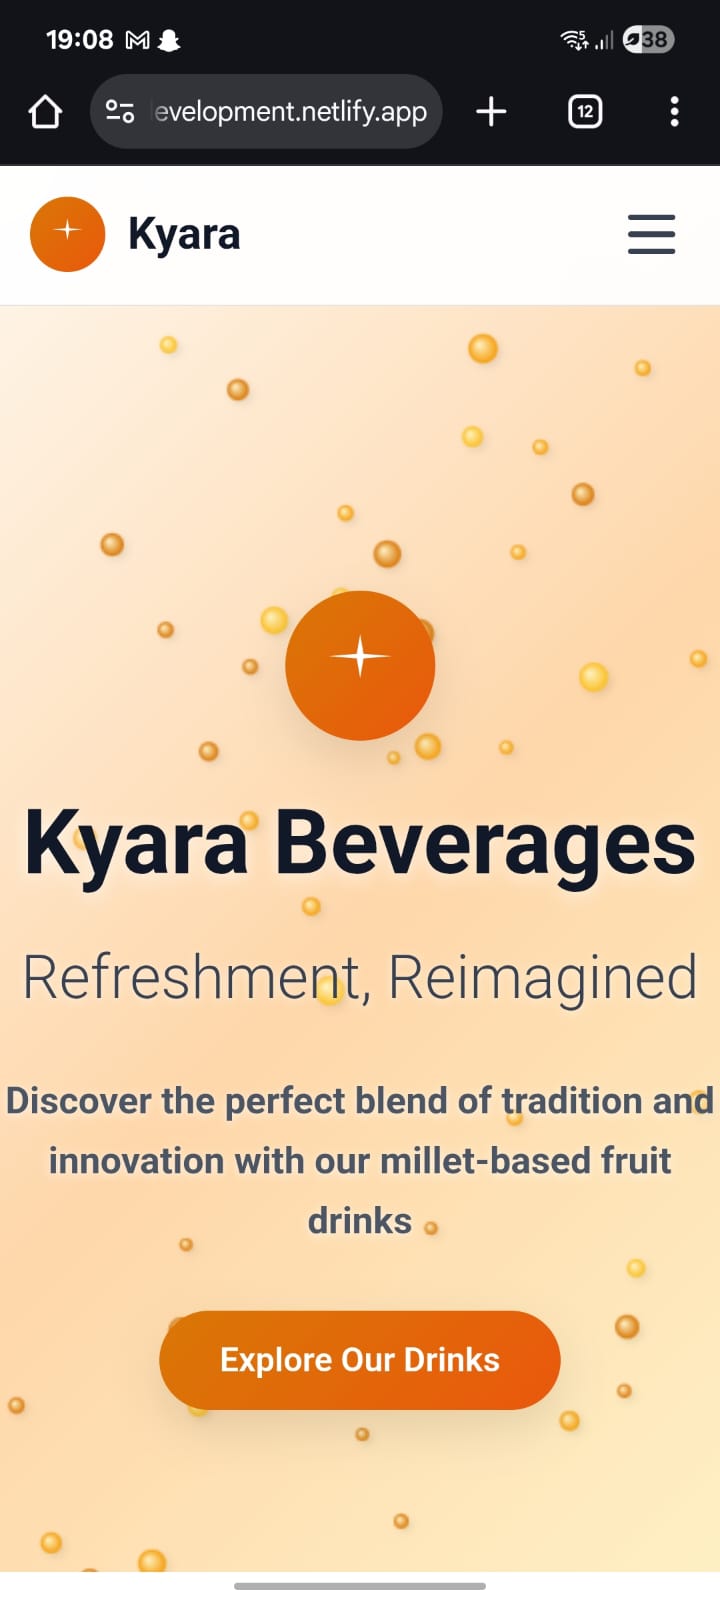 19:08
38
evelopment.netlify.app
12
Kyara
Kyara Beverages
Refreshment, Reimagined
Discover the perfect blend of tradition and
innovation with our millet-based fruit
drinks
Explore Our Drinks